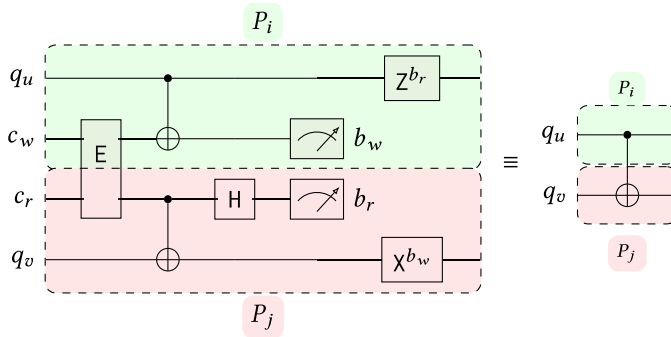 P_i
q_u Z^{b_r}
c_w E b_w
c_r H b_r
q_v X^{b_w}
P_j
≡
P_i
q_u
q_v
P_j